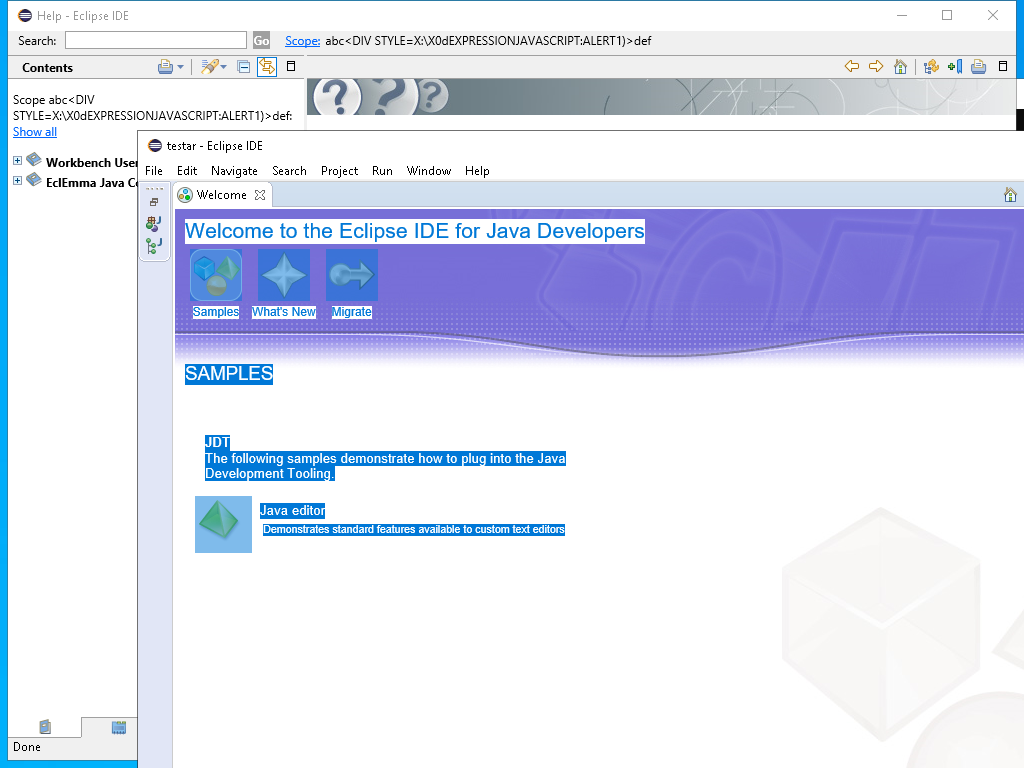 Help - Eclipse IDE
Search:
Go
Scope: abc<DIV STYLE=X:\X0dEXPRESSIONJAVASCRIPT:ALERT1)>def
Contents
Scope abc<DIV
STYLE=X:\X0dEXPRESSIONJAVASCRIPT:ALERT1)>def:
Show all
Workbench User
EclEmma Java Co
Done
testar - Eclipse IDE
File Edit Navigate Search Project Run Window Help
Welcome
Welcome to the Eclipse IDE for Java Developers
Samples What's New Migrate
SAMPLES
JDT
The following samples demonstrate how to plug into the Java
Development Tooling.
Java editor
Demonstrates standard features available to custom text editors